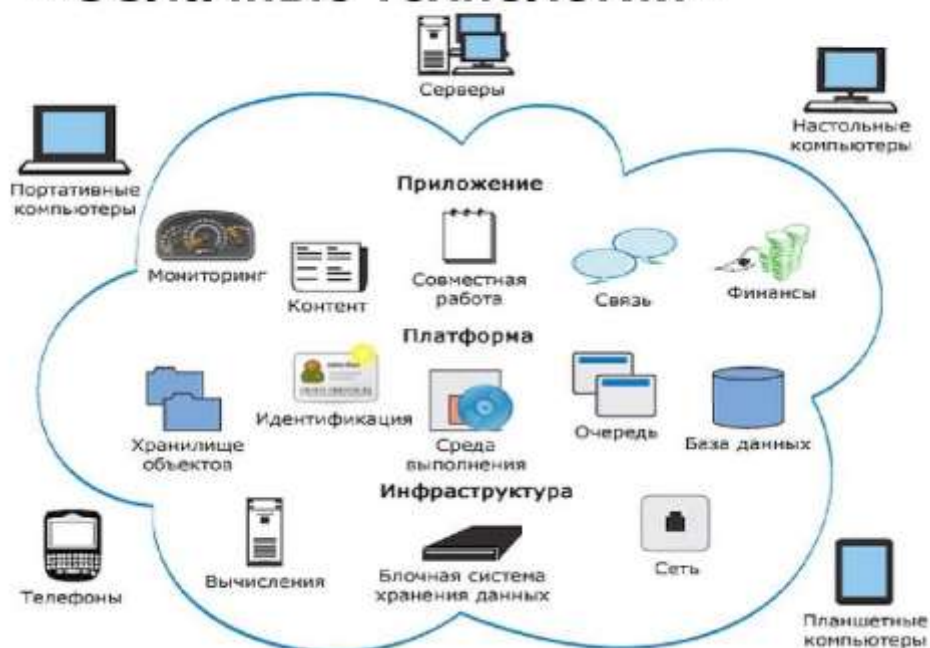 Серверы
Настольные
компьютеры
Портативные
компьютеры
Приложение
Мониторинг
Контент
Совместная
работа
Связь
Финансы
Платформа
Хранилище
объектов
Идентификация
Среда
выполнения
Очередь
База данных
Инфраструктура
Вычисления
Блочная система
хранения данных
Сеть
Телефоны
Планшетные
компьютеры